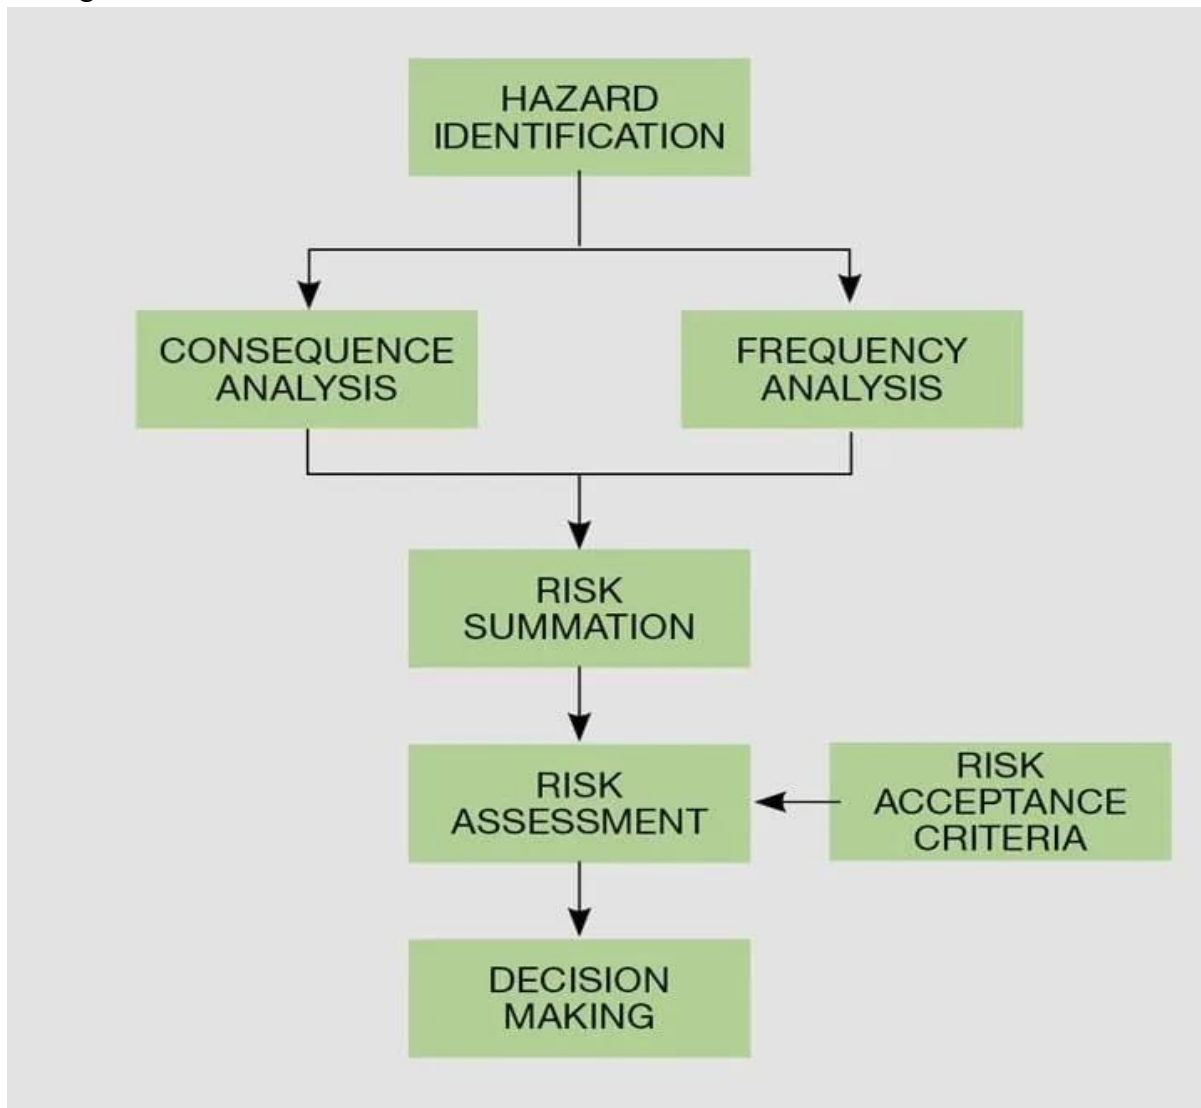 HAZARD
IDENTIFICATION
CONSEQUENCE
ANALYSIS
FREQUENCY
ANALYSIS
RISK
SUMMATION
RISK
ASSESSMENT
RISK
ACCEPTANCE
CRITERIA
DECISION
MAKING